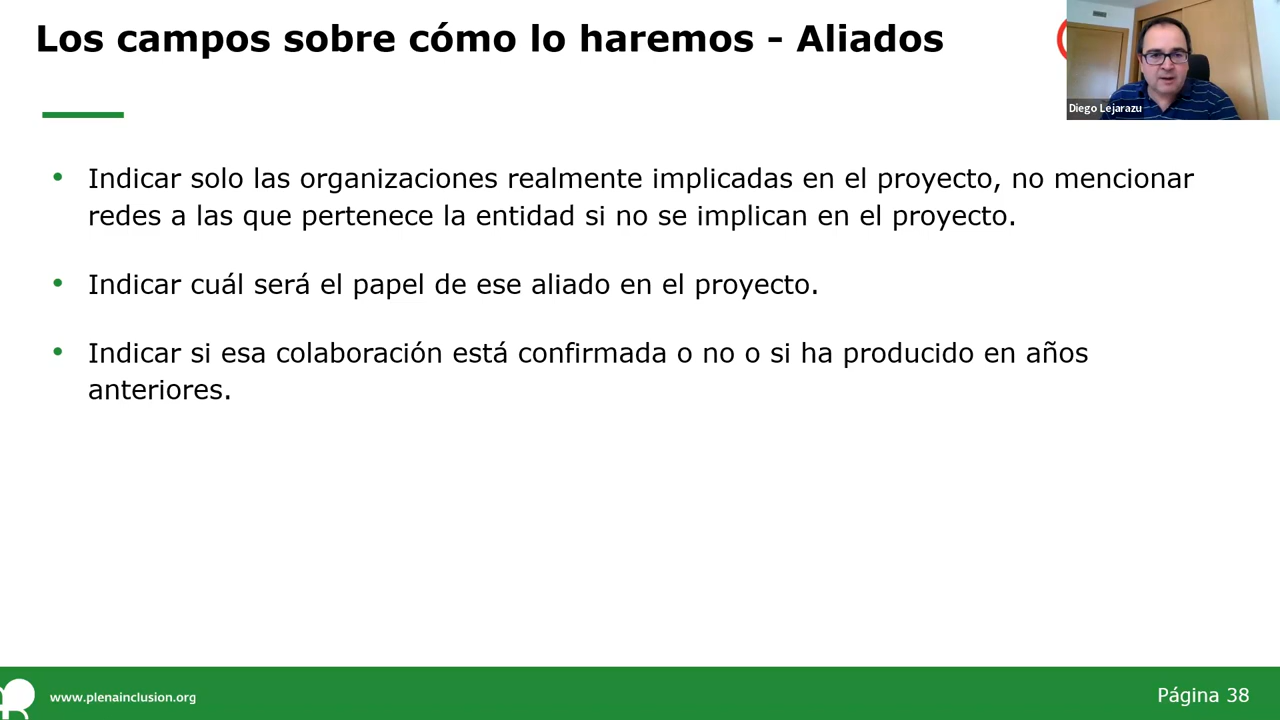 Los campos sobre cómo lo haremos - Aliados
Diego Lejarazu
• Indicar solo las organizaciones realmente implicadas en el proyecto, no mencionar
redes a las que pertenece la entidad si no se implican en el proyecto.
• Indicar cuál será el papel de ese aliado en el proyecto.
• Indicar si esa colaboración está confirmada o no o si ha producido en años
anteriores.
www.plenainclusion.org
Página 38